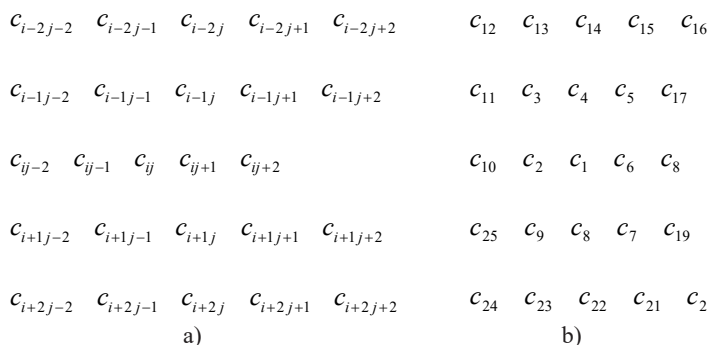 c_{i-2j-2} c_{i-2j-1} c_{i-2j} c_{i-2j+1} c_{i-2j+2} c_{12} c_{13} c_{14} c_{15} c_{16}
c_{i-1j-2} c_{i-1j-1} c_{i-1j} c_{i-1j+1} c_{i-1j+2} c_{11} c_3 c_4 c_5 c_{17}
c_{ij-2} c_{ij-1} c_{ij} c_{ij+1} c_{ij+2} c_{10} c_2 c_1 c_6 c_8
c_{i+1j-2} c_{i+1j-1} c_{i+1j} c_{i+1j+1} c_{i+1j+2} c_{25} c_9 c_8 c_7 c_{19}
c_{i+2j-2} c_{i+2j-1} c_{i+2j} c_{i+2j+1} c_{i+2j+2} c_{24} c_{23} c_{22} c_{21} c_2
a) b)